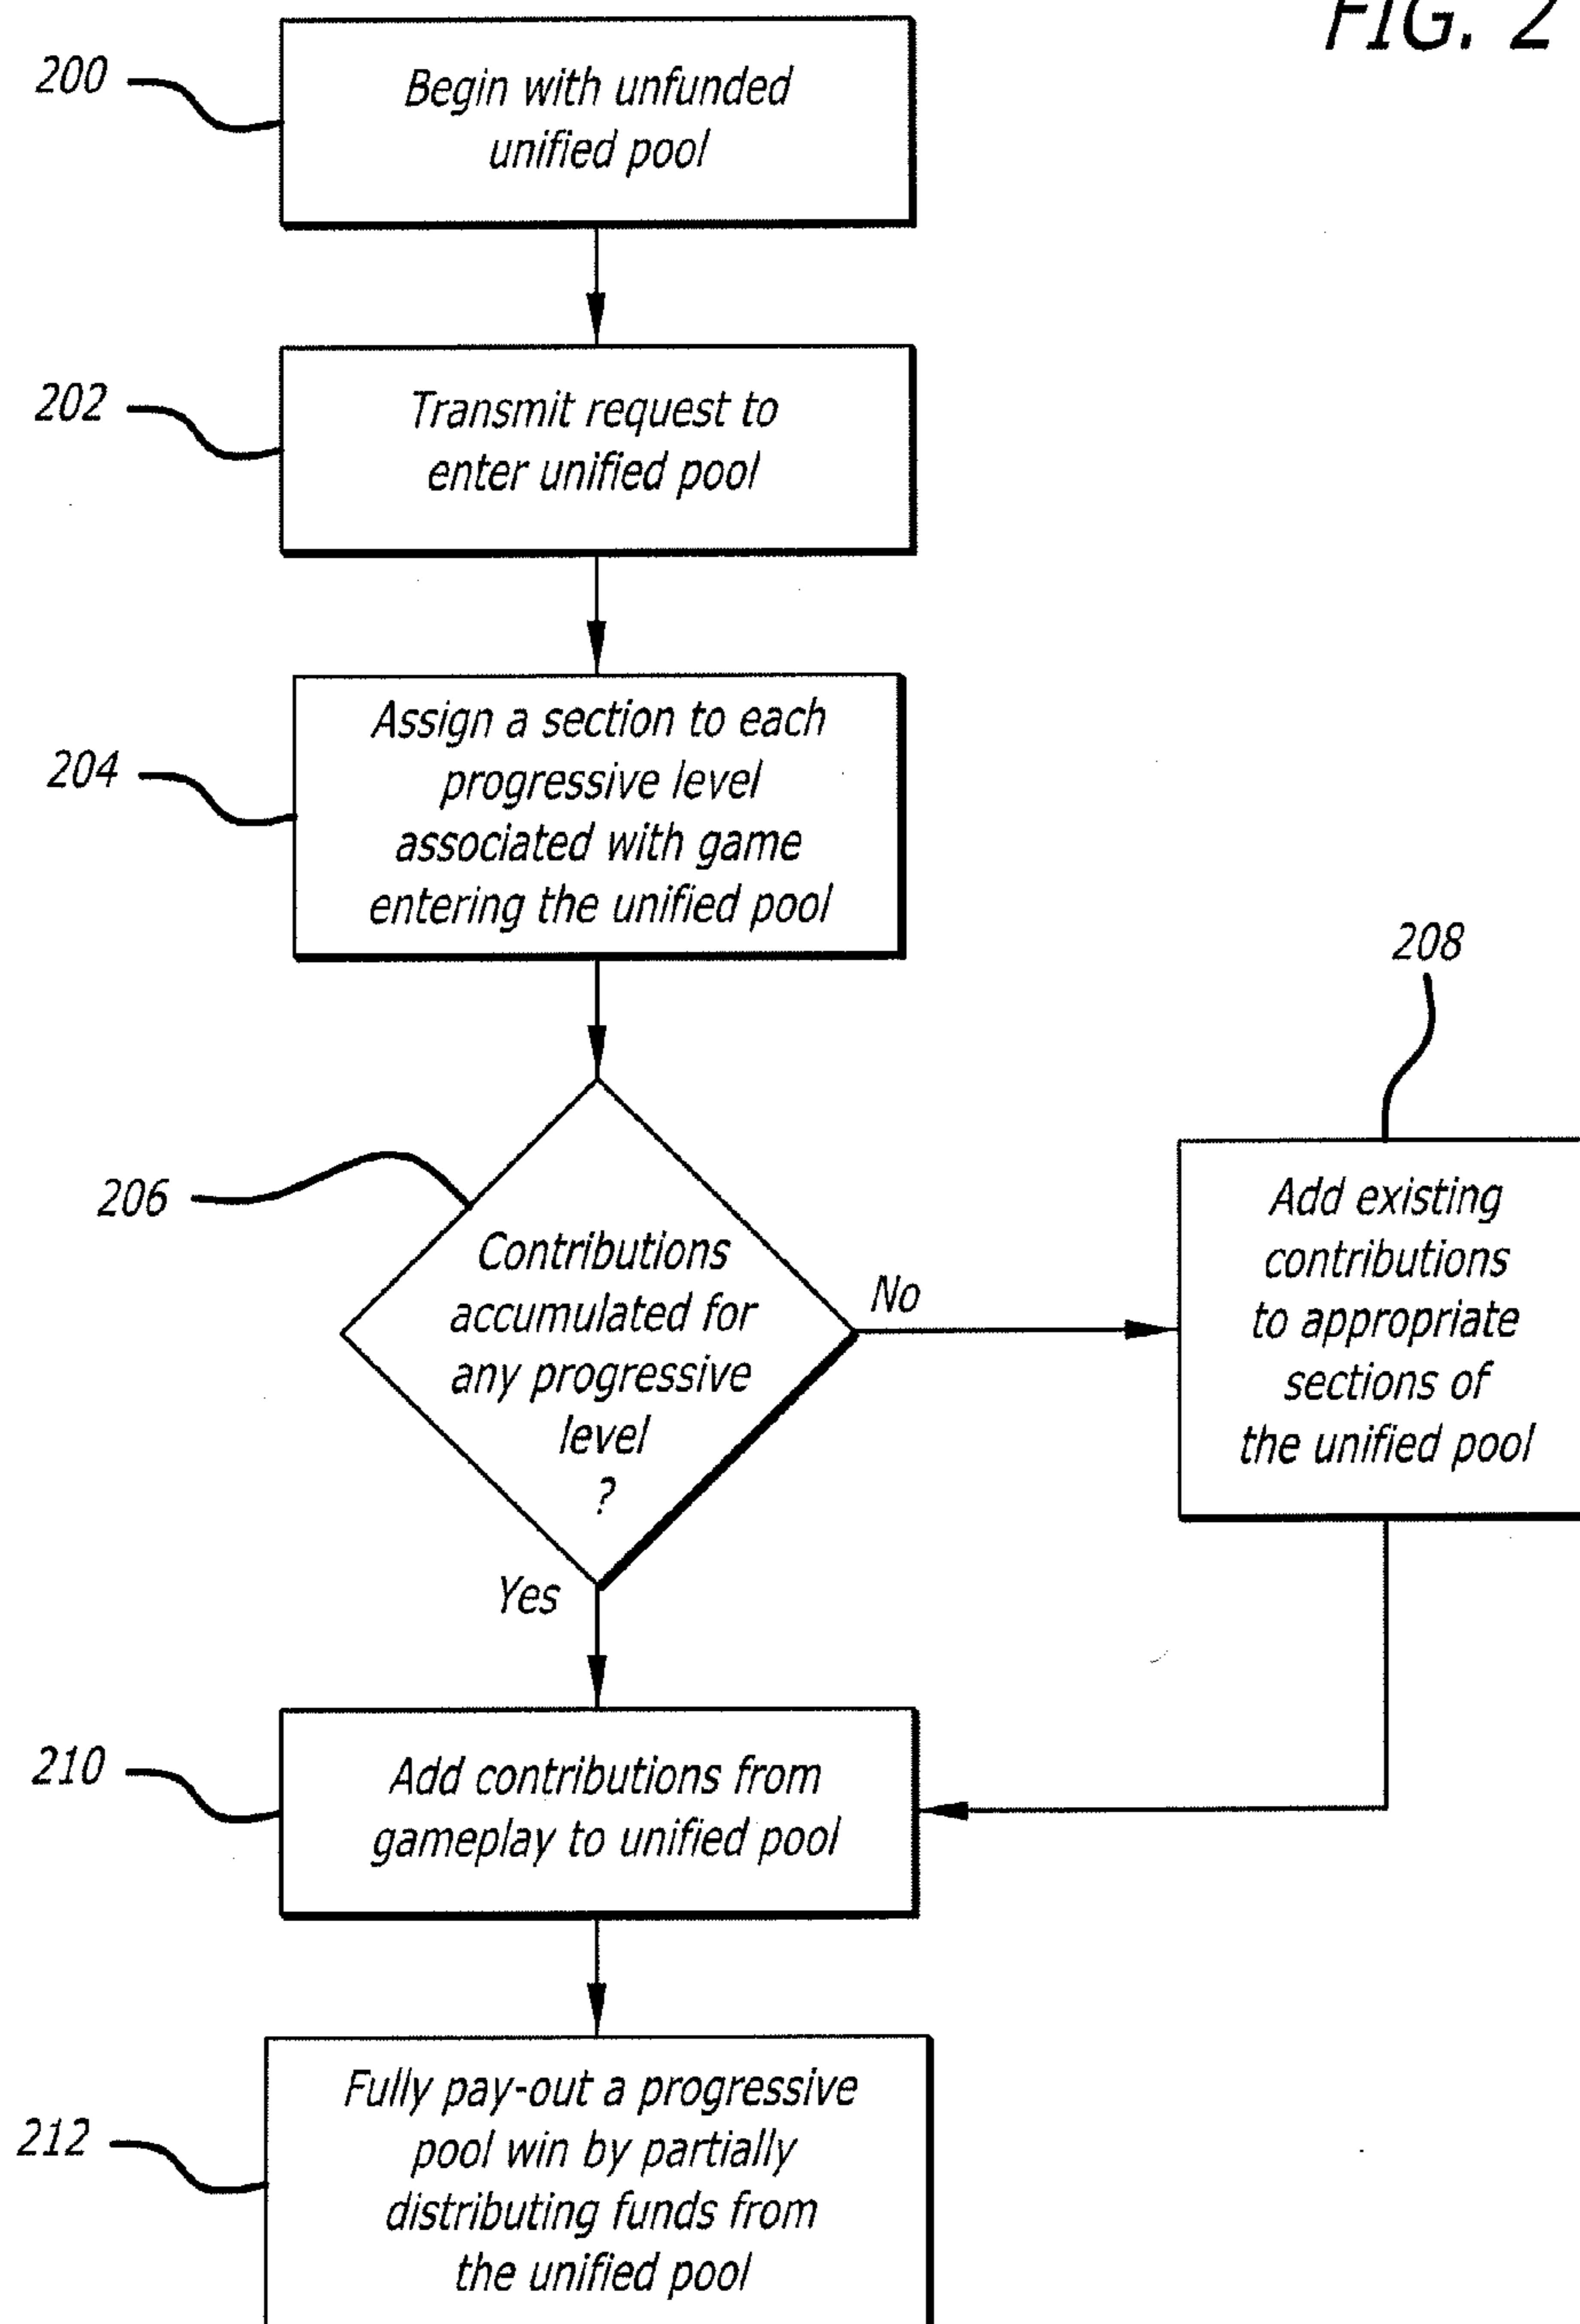 FIG. 2
200
Begin with unfunded
unified pool
202
Transmit request to
enter unified pool
204
Assign a section to each
progressive level
associated with game
entering the unified pool
206
Contributions
accumulated for
any progressive
level
?
No
Yes
208
Add existing
contributions
to appropriate
sections of
the unified pool
210
Add contributions from
gameplay to unified pool
212
Fully pay-out a progressive
pool win by partially
distributing funds from
the unified pool